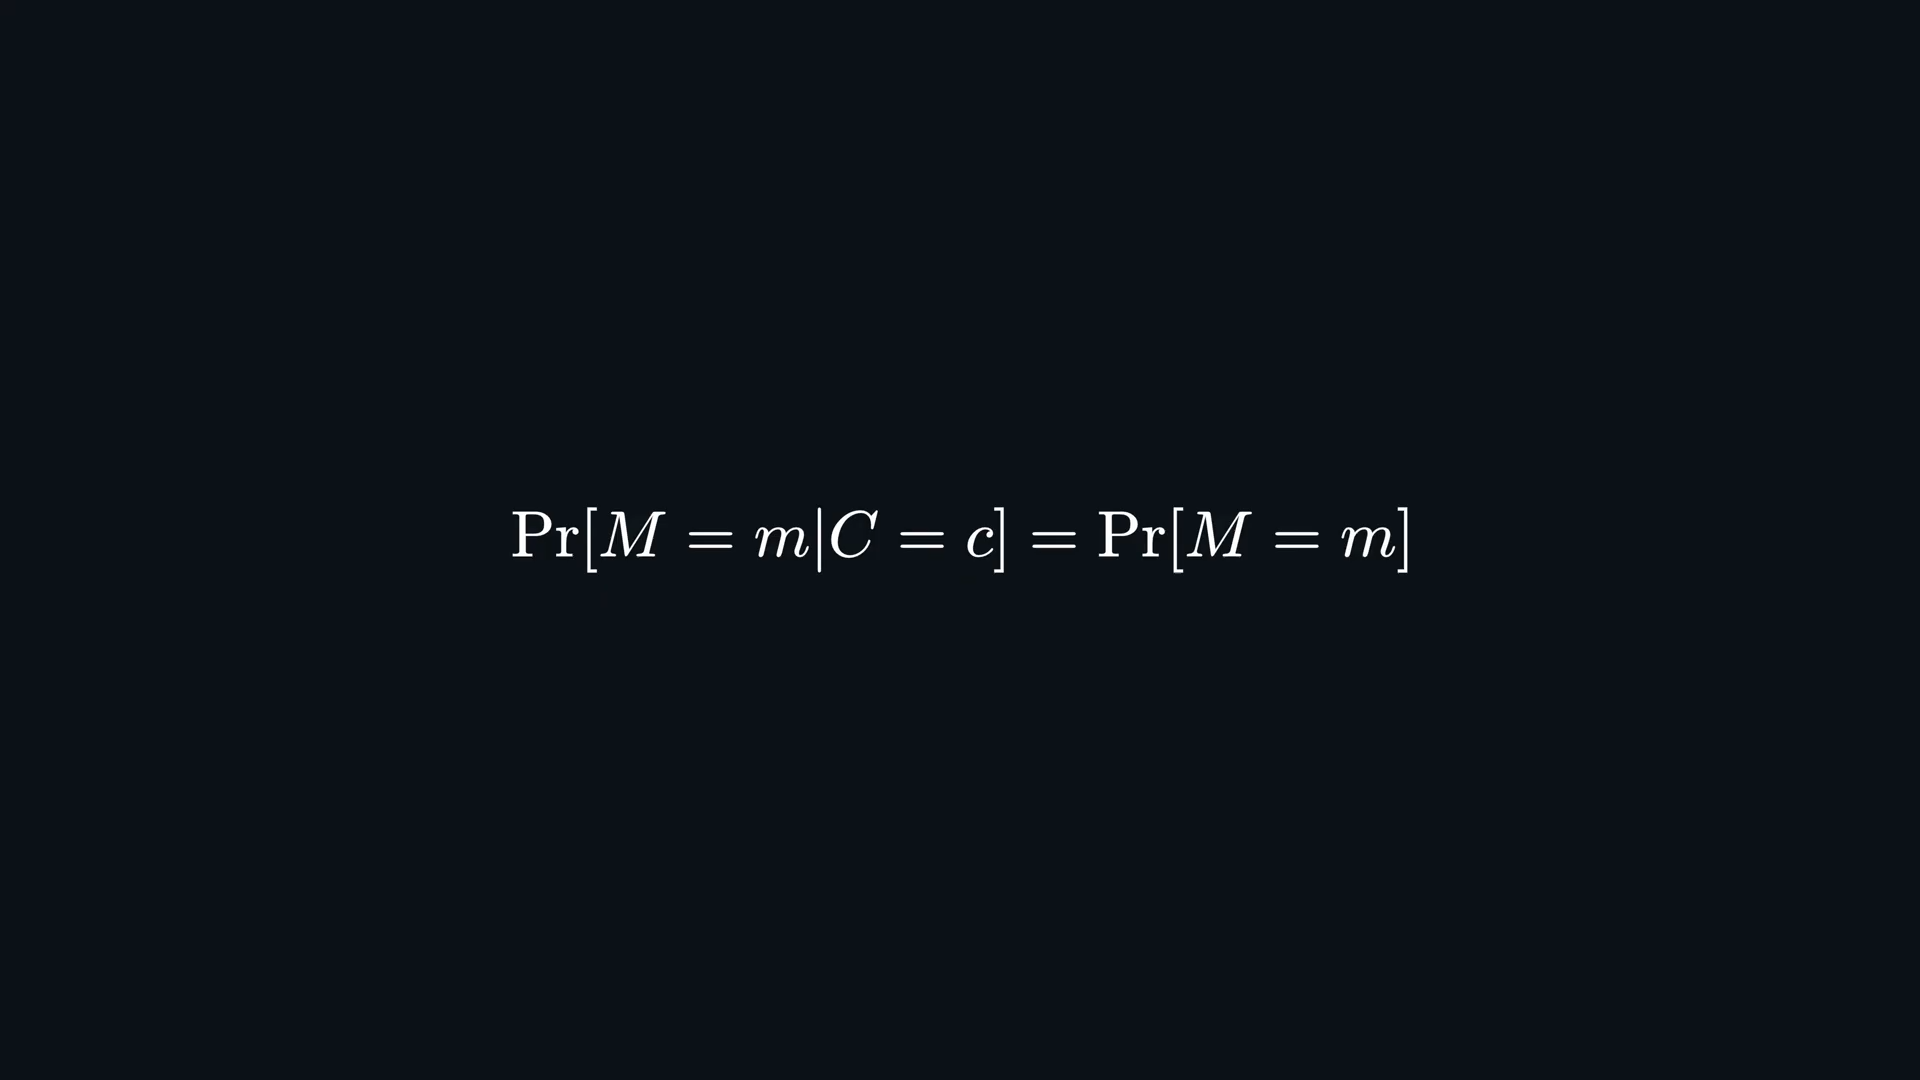 Pr[M = m|C = c] = Pr[M = m]